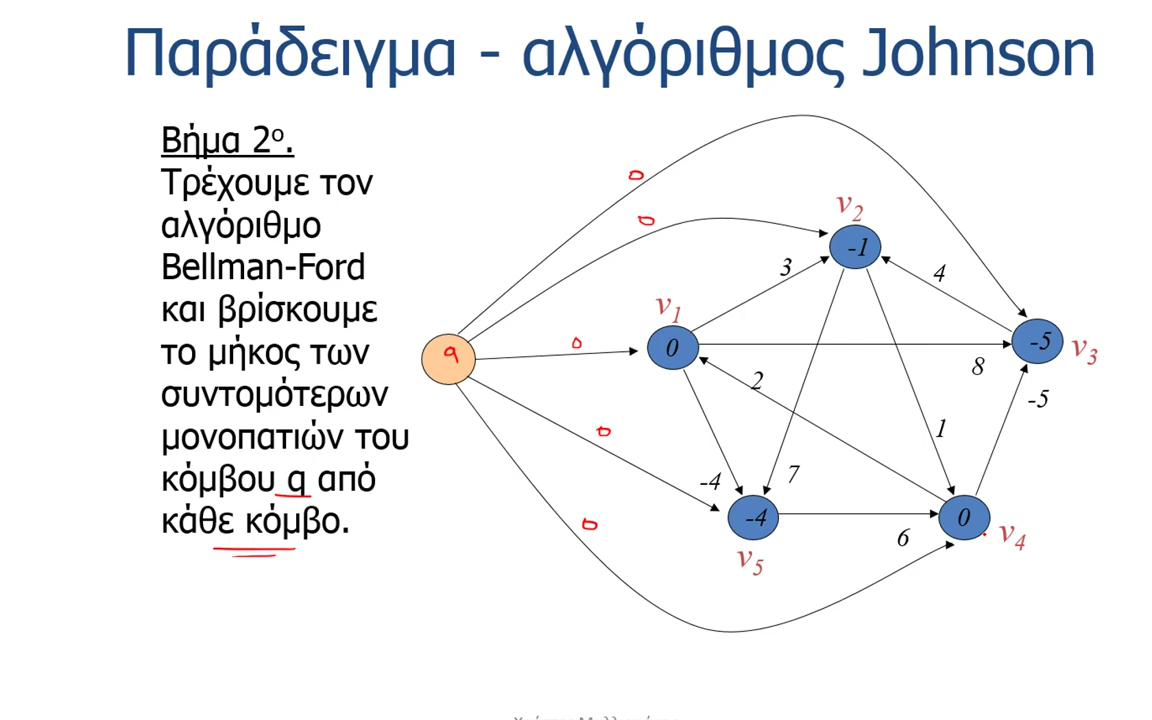 Παράδειγμα - αλγόριθμος Johnson
Βήμα 2ο.
Τρέχουμε τον
αλγόριθμο
Bellman-Ford
και βρίσκουμε
το μήκος των
συντομότερων
μονοπατιών του
κόμβου q από
κάθε κόμβο.
0
0
v2
-1
3
4
v1
0
q
0
-5
v3
8
2
-5
0
1
-4
7
-4
0
v4
0
6
v5